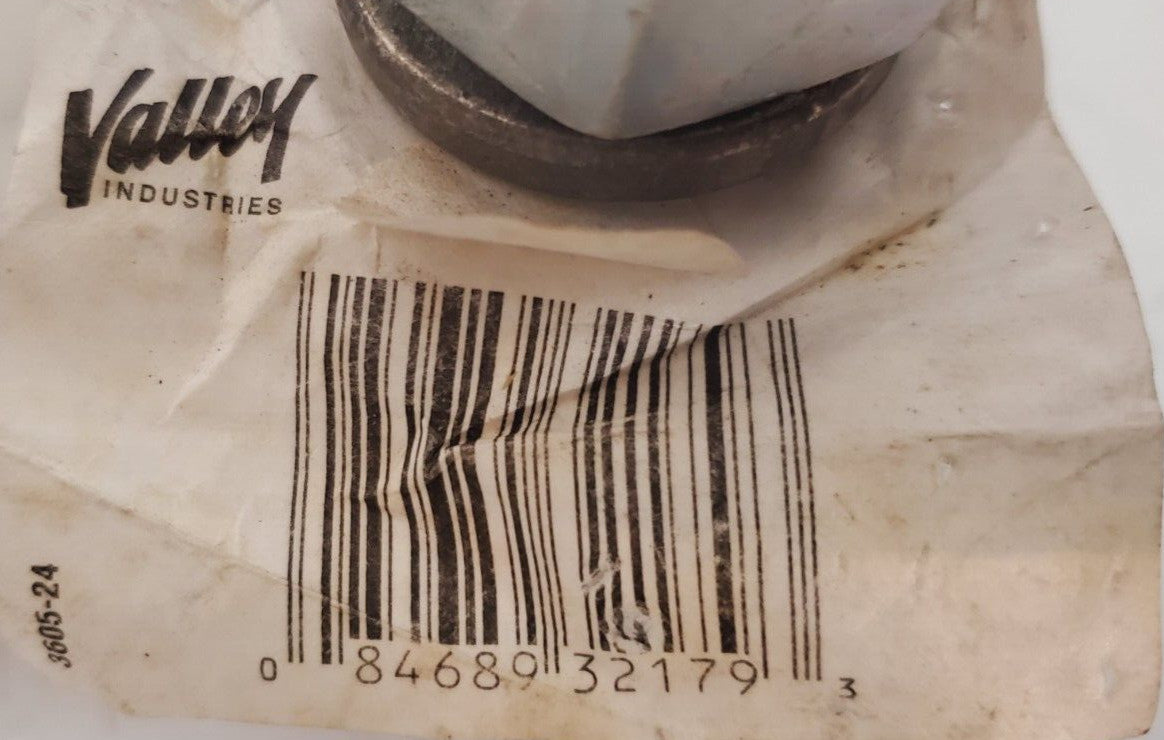 Valley
INDUSTRIES
3605-24
0 84689 32179 3